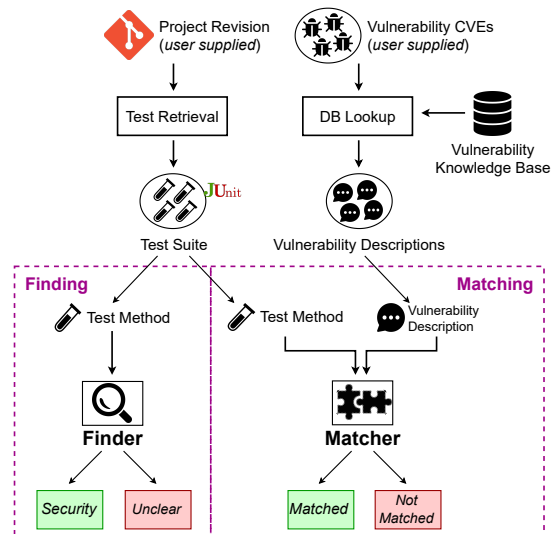 Project Revision
(user supplied)
Vulnerability CVEs
(user supplied)
Test Retrieval
DB Lookup
Vulnerability
Knowledge Base
JUnit
Test Suite
Vulnerability Descriptions
Finding
Matching
Test Method
Test Method
Vulnerability
Description
Finder
Matcher
Security
Unclear
Matched
Not
Matched